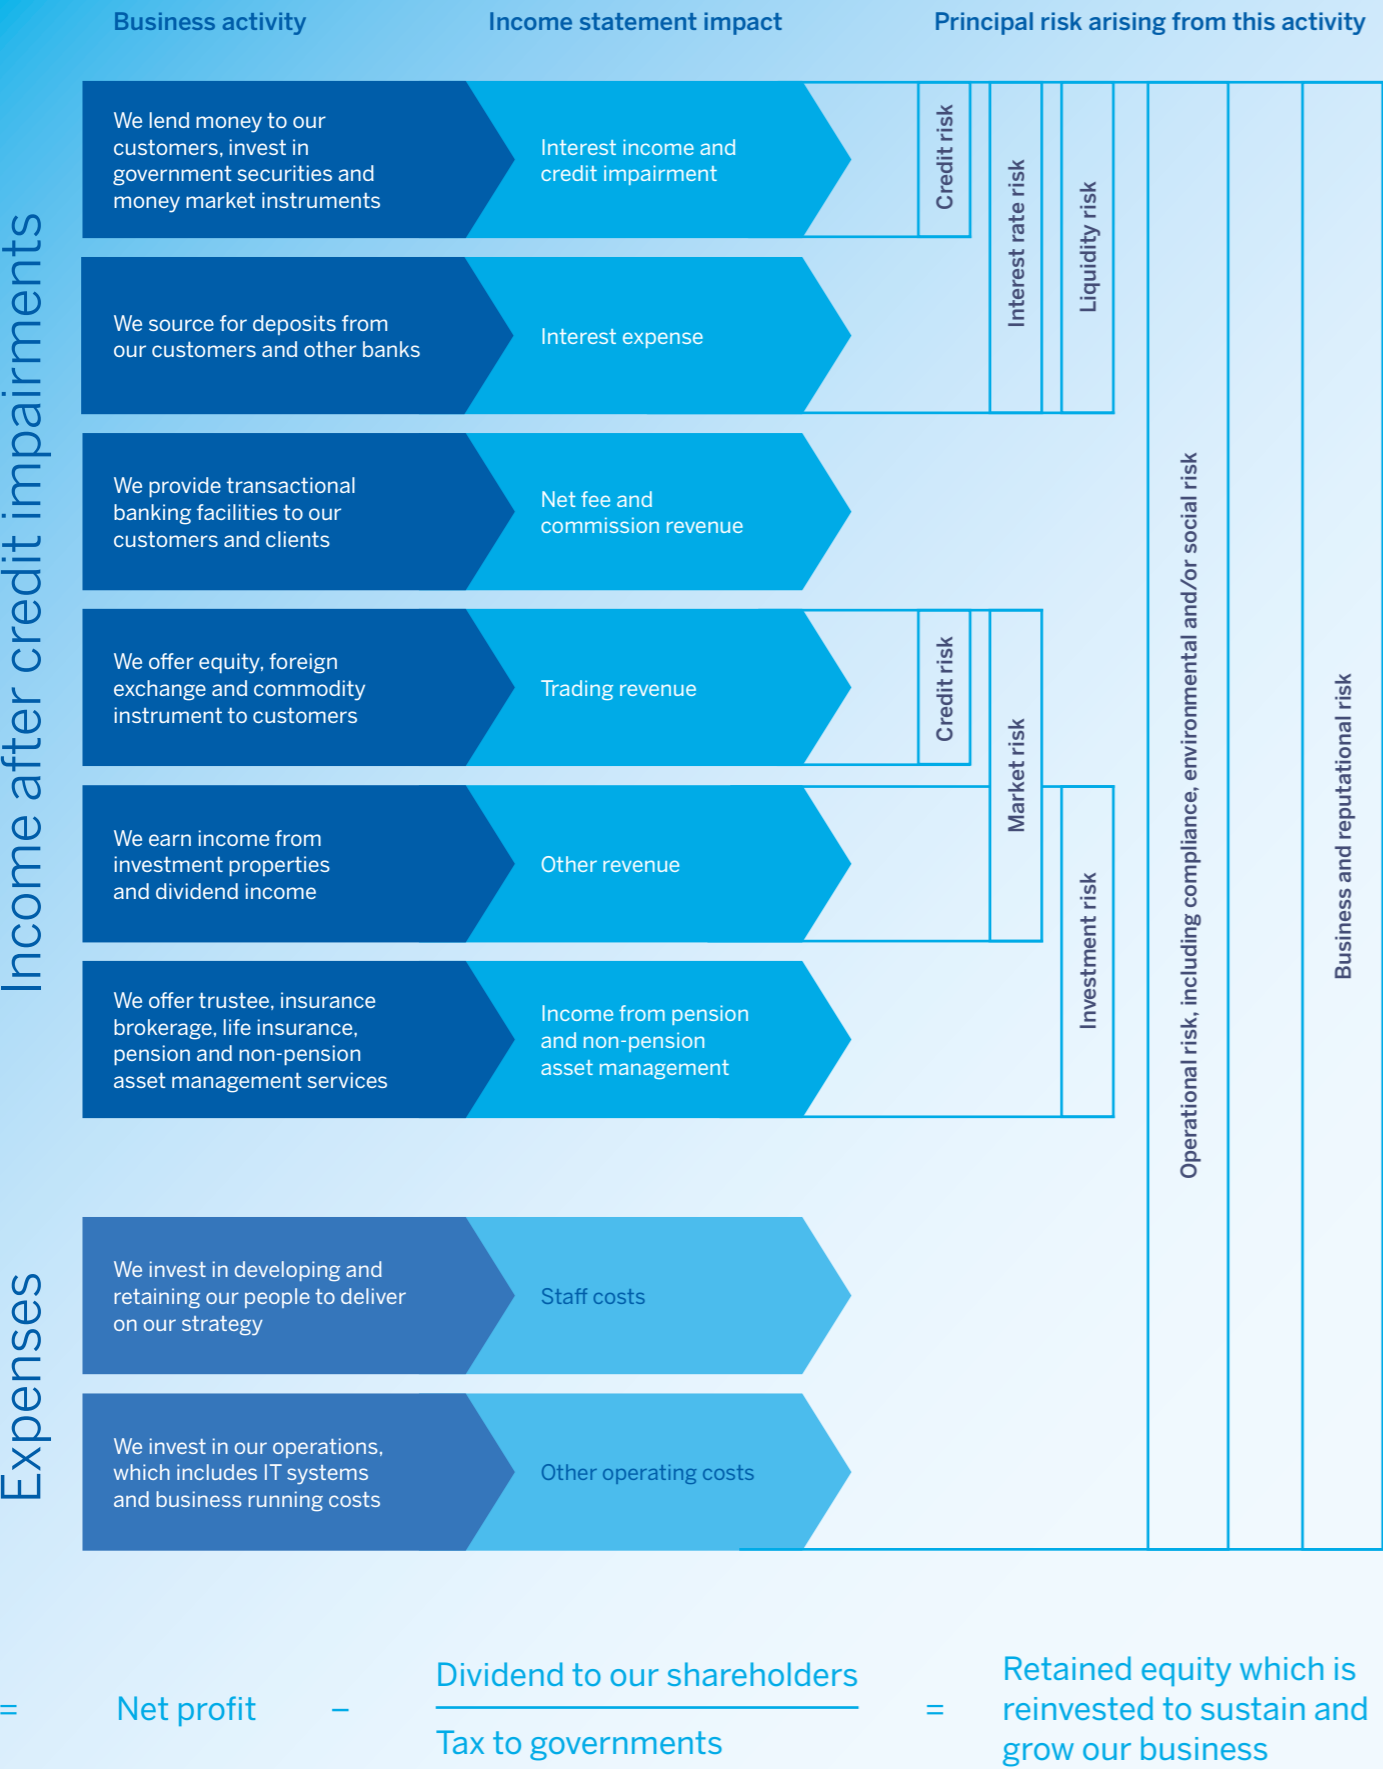 Business activity
Income statement impact
Principal risk arising from this activity
Income after credit impairments
We lend money to our
customers, invest in
government securities and
money market instruments
Interest income and
credit impairment
Credit risk
Interest rate risk
Liquidity risk
We source for deposits from
our customers and other banks
Interest expense
We provide transactional
banking facilities to our
customers and clients
Net fee and
commission revenue
We offer equity, foreign
exchange and commodity
instrument to customers
Trading revenue
Credit risk
Market risk
We earn income from
investment properties
and dividend income
Other revenue
Investment risk
We offer trustee, insurance
brokerage, life insurance,
pension and non-pension
asset management services
Income from pension
and non-pension
asset management
Operational risk, including compliance, environmental and/or social risk
Business and reputational risk
Expenses
We invest in developing and
retaining our people to deliver
on our strategy
Staff costs
We invest in our operations,
which includes IT systems
and business running costs
Other operating costs
=
Net profit
–
Dividend to our shareholders
Tax to governments
=
Retained equity which is
reinvested to sustain and
grow our business